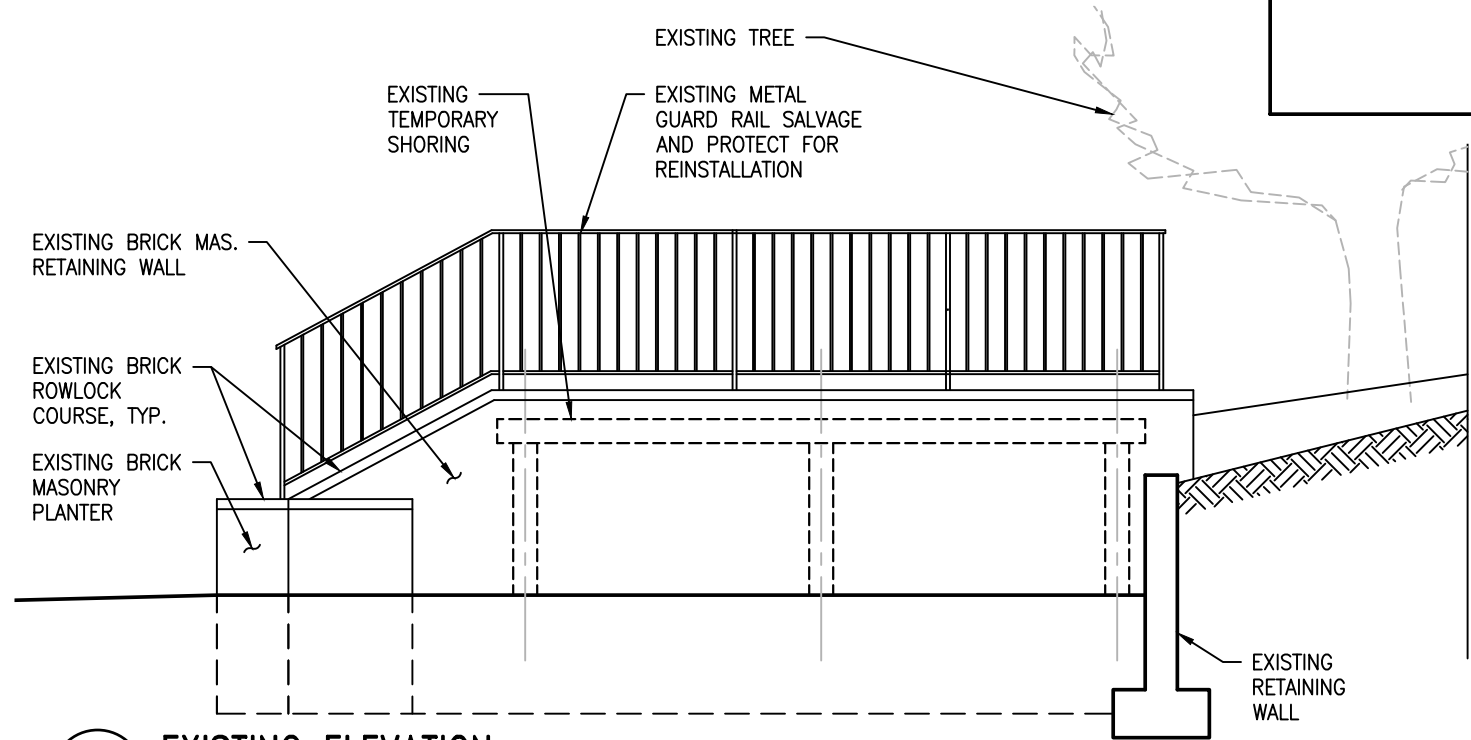 EXISTING TREE
EXISTING
TEMPORARY
SHORING
EXISTING METAL
GUARD RAIL SALVAGE
AND PROTECT FOR
REINSTALLATION
EXISTING BRICK MAS.
RETAINING WALL
EXISTING BRICK
ROWLOCK
COURSE, TYP.
EXISTING BRICK
MASONRY
PLANTER
EXISTING
RETAINING
WALL
EXISTING ELEVATION